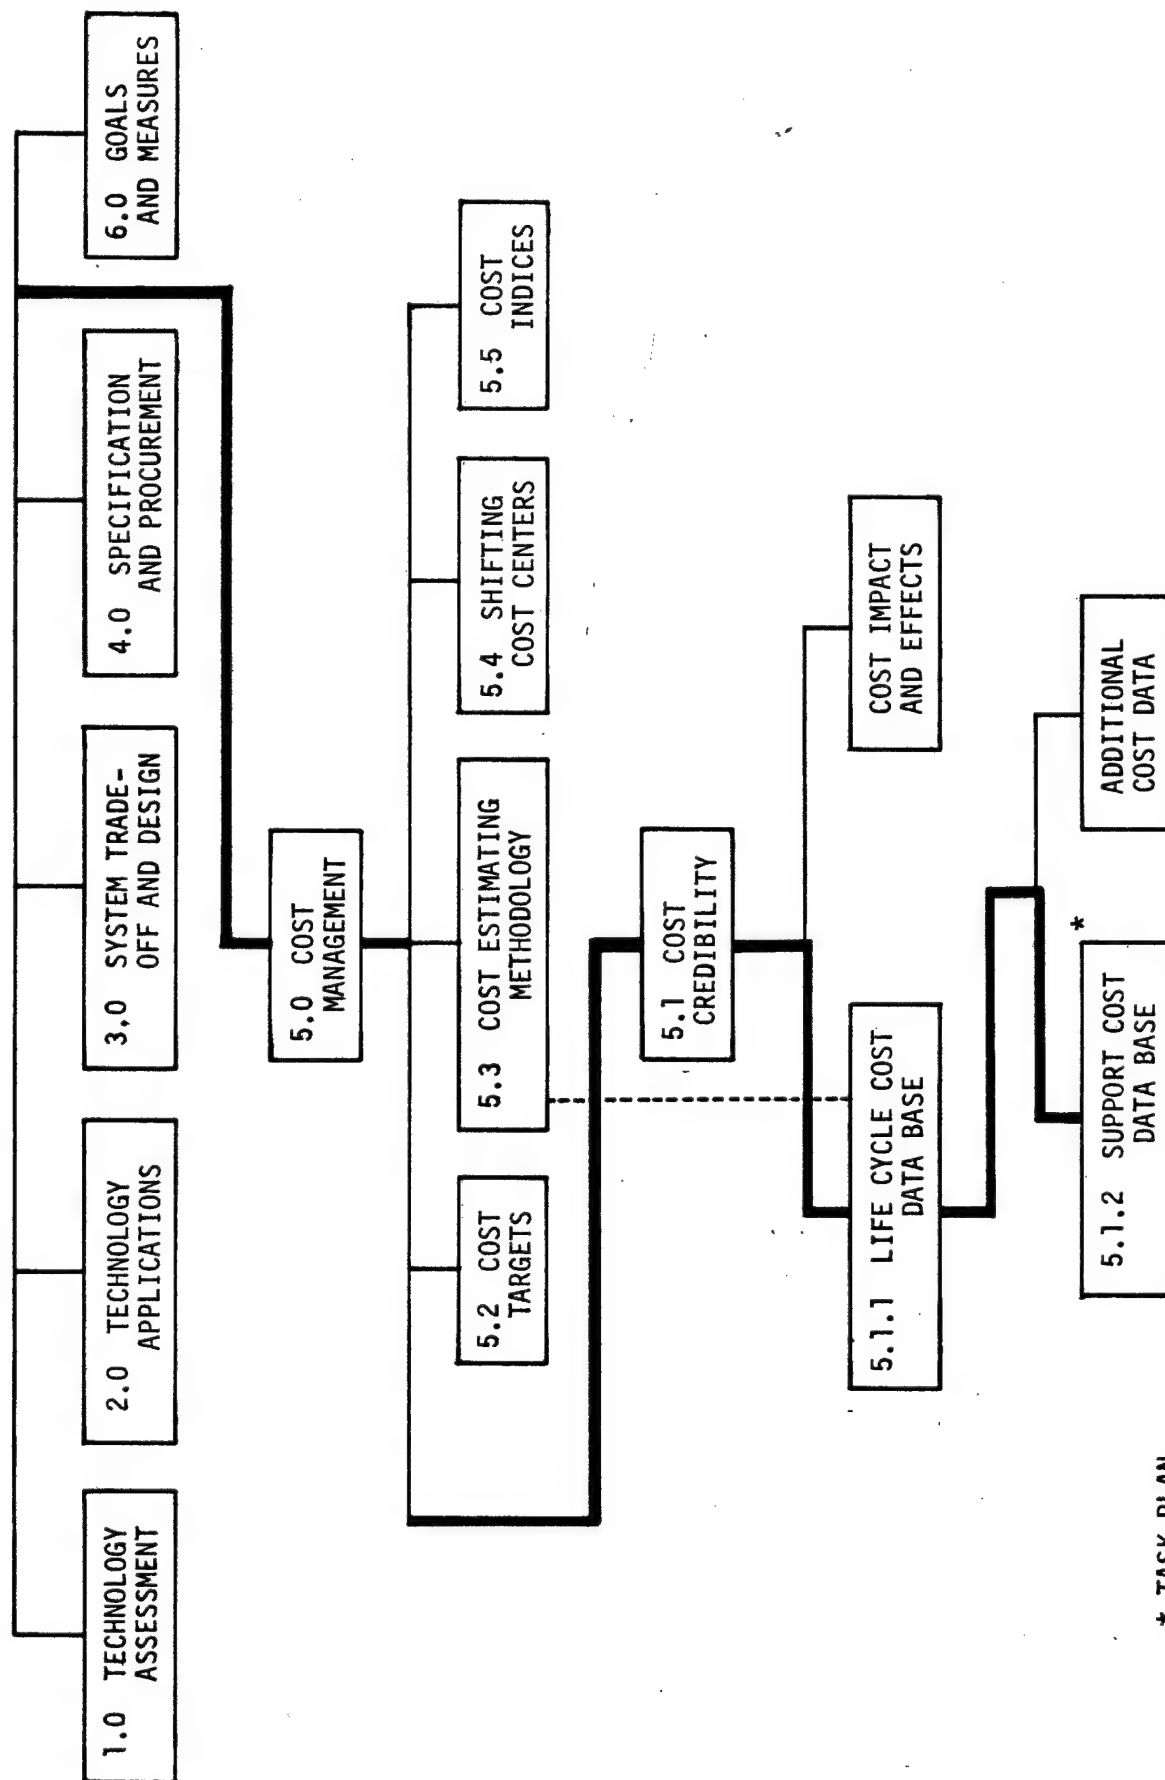 1.0 TECHNOLOGY
ASSESSMENT
2.0 TECHNOLOGY
APPLICATIONS
3,0 SYSTEM TRADE-
OFF AND DESIGN
4.0 SPECIFICATION
AND PROCUREMENT
6.0 GOALS
AND MEASURES
5.0 COST
MANAGEMENT
5.2 COST
TARGETS
5.3 COST ESTIMATING
METHODOLOGY
5.4 SHIFTING
COST CENTERS
5.5 COST
INDICES
5.1 COST
CREDIBILITY
5.1.1 LIFE CYCLE COST
DATA BASE
COST IMPACT
AND EFFECTS
5.1.2 SUPPORT COST
DATA BASE
*
ADDITIONAL
COST DATA
* TASK PLAN